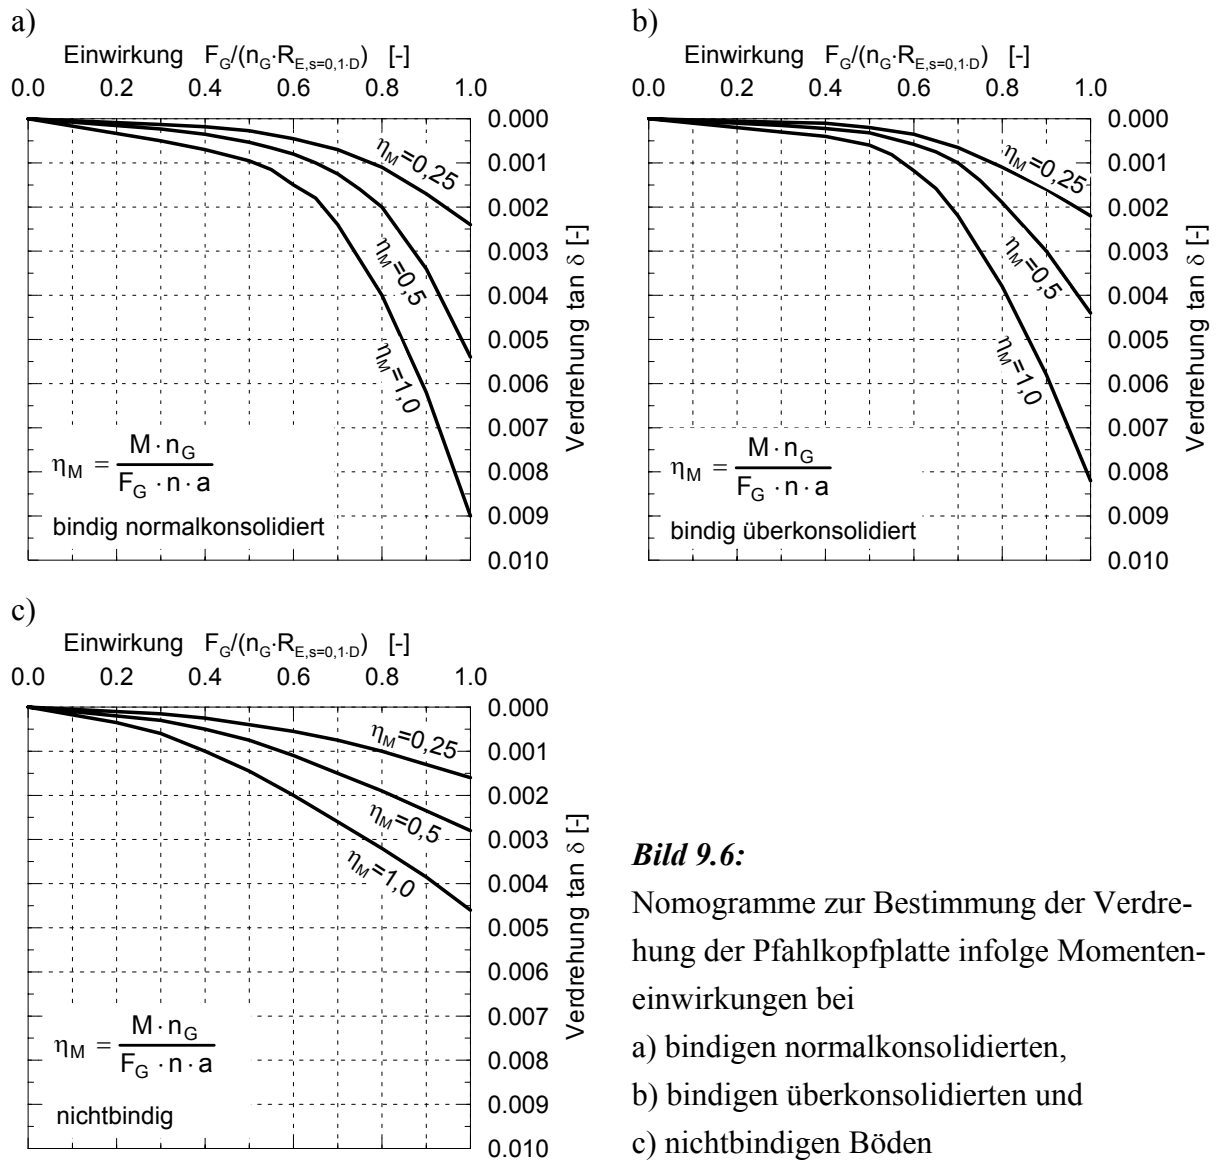 a)
Einwirkung F_G/(n_G·R_E,s=0,1·D) [-]
0.0 0.2 0.4 0.6 0.8 1.0
0.000
0.001
0.002
0.003
0.004
0.005
0.006
0.007
0.008
0.009
0.010
Verdrehung tan δ [-]
η_M=0,25
η_M=0,5
η_M=1,0
η_M = M · n_G / F_G · n · a
bindig normalkonsolidiert
b)
Einwirkung F_G/(n_G·R_E,s=0,1·D) [-]
0.0 0.2 0.4 0.6 0.8 1.0
0.000
0.001
0.002
0.003
0.004
0.005
0.006
0.007
0.008
0.009
0.010
Verdrehung tan δ [-]
η_M=0,25
η_M=0,5
η_M=1,0
η_M = M · n_G / F_G · n · a
bindig überkonsolidiert
c)
Einwirkung F_G/(n_G·R_E,s=0,1·D) [-]
0.0 0.2 0.4 0.6 0.8 1.0
0.000
0.001
0.002
0.003
0.004
0.005
0.006
0.007
0.008
0.009
0.010
Verdrehung tan δ [-]
η_M=0,25
η_M=0,5
η_M=1,0
η_M = M · n_G / F_G · n · a
nichtbindig
Bild 9.6:
Nomogramme zur Bestimmung der Verdre-
hung der Pfahlkopfplatte infolge Momenten-
einwirkungen bei
a) bindigen normalkonsolidierten,
b) bindigen überkonsolidierten und
c) nichtbindigen Böden